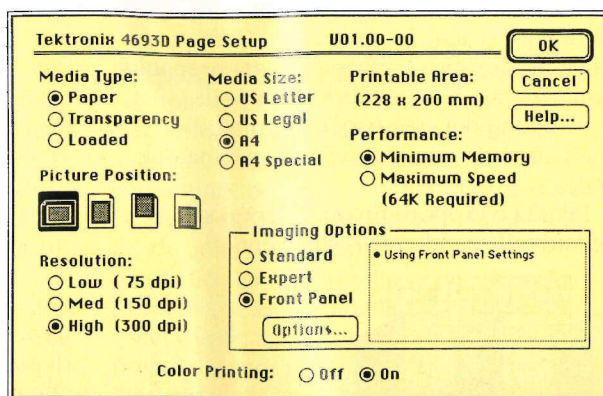 Tektronix 4693D Page Setup V01.00-00
OK
Cancel
Help...
Media Type:
Paper
Transparency
Loaded
Media Size:
US Letter
US Legal
A4
A4 Special
Printable Area:
(228 x 200 mm)
Performance:
Minimum Memory
Maximum Speed
(64K Required)
Picture Position:
Resolution:
Low ( 75 dpi)
Med (150 dpi)
High (300 dpi)
Imaging Options
Standard
Expert
Front Panel
Options...
• Using Front Panel Settings
Color Printing: Off On